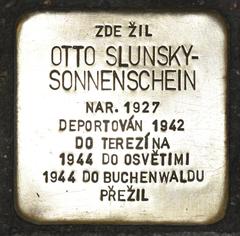 ZDE ŽIL
OTTO SLUNSKY-
SONNENSCHEIN
NAR. 1927
DEPORTOVÁN 1942
DO TEREZÍNA
1944 DO OSVĚTIMI
1944 DO BUCHENWALDU
PŘEŽIL